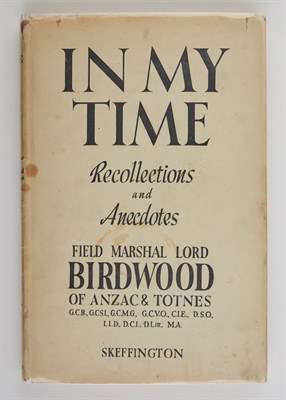 IN MY
TIME
Recollections
and
Anecdotes
FIELD MARSHAL LORD
BIRDWOOD
OF ANZAC & TOTNES
G.C.B., G.C.S.I., G.C.M.G., G.C.V.O., C.I.E., D.S.O.
LL.D., D.C.L., D.Litt., M.A.
SKEFFINGTON